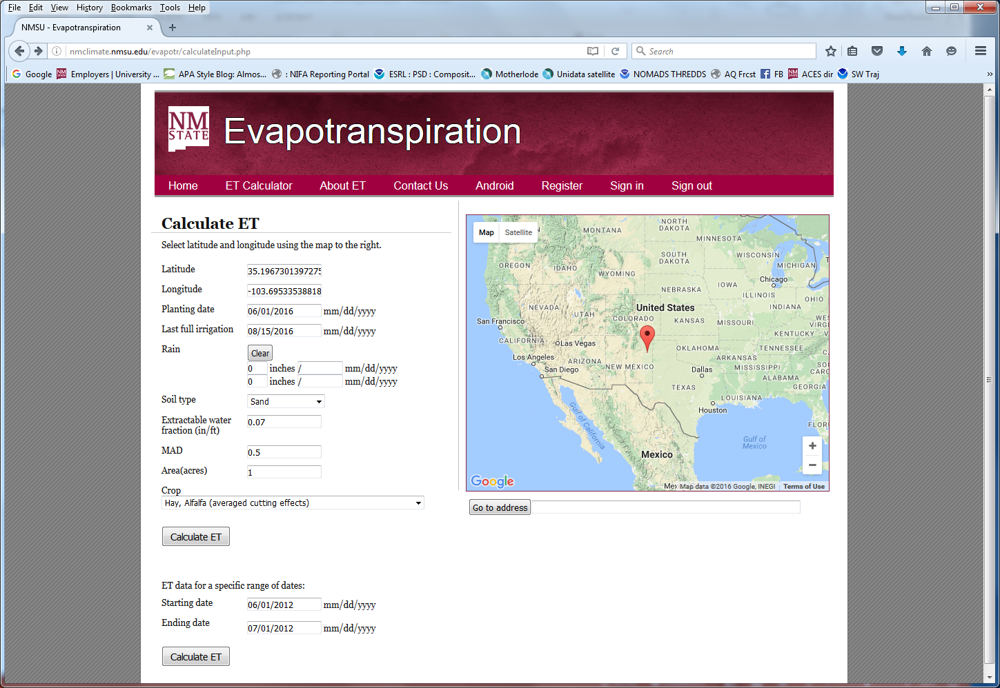 File Edit View History Bookmarks Tools Help
NMSU - Evapotranspiration
nmclimate.nmsu.edu/evapotr/calculateInput.php
Search
Google Employers | University ... APA Style Blog: Almos... : NIFA Reporting Portal ESRL : PSD : Composit... Motherlode Unidata satellite NOMADS THREDDS AQ Frcst FB ACES dir SW Traj »
NM
STATE
Evapotranspiration
Home ET Calculator About ET Contact Us Android Register Sign in Sign out
Calculate ET
Select latitude and longitude using the map to the right.
Latitude 35.1967301397275
Longitude -103.69533538818
Planting date 06/01/2016 mm/dd/yyyy
Last full irrigation 08/15/2016 mm/dd/yyyy
Rain Clear
0 inches / mm/dd/yyyy
0 inches / mm/dd/yyyy
Soil type Sand
Extractable water
fraction (in/ft) 0.07
MAD 0.5
Area(acres) 1
Crop
Hay, Alfalfa (averaged cutting effects)
Calculate ET
ET data for a specific range of dates:
Starting date 06/01/2012 mm/dd/yyyy
Ending date 07/01/2012 mm/dd/yyyy
Calculate ET
Map Satellite
MONTANA
NORTH
DAKOTA
MINNESOTA
OREGON
IDAHO
WYOMING
SOUTH
DAKOTA
WISCONSIN
MICHIGAN
Chicago
NEBRASKA
IOWA
ILLINOIS
INDIANA
OHIO
United States
NEVADA
UTAH
COLORADO
KANSAS
MISSOURI
WEST
VIRG
KENTUCKY
San Francisco
CALIFORNIA
Las Vegas
OKLAHOMA
TENNESSEE
Los Angeles
ARIZONA
NEW MEXICO
ARKANSAS
San Diego
Dallas
MISSISSIPPI
ALABAMA
GEORGIA
TEXAS
LOUISIANA
Houston
Gulf of California
FLOR
Gulf of
Mexico
Mexico
+
−
Google
Map data ©2016 Google, INEGI Terms of Use
Go to address